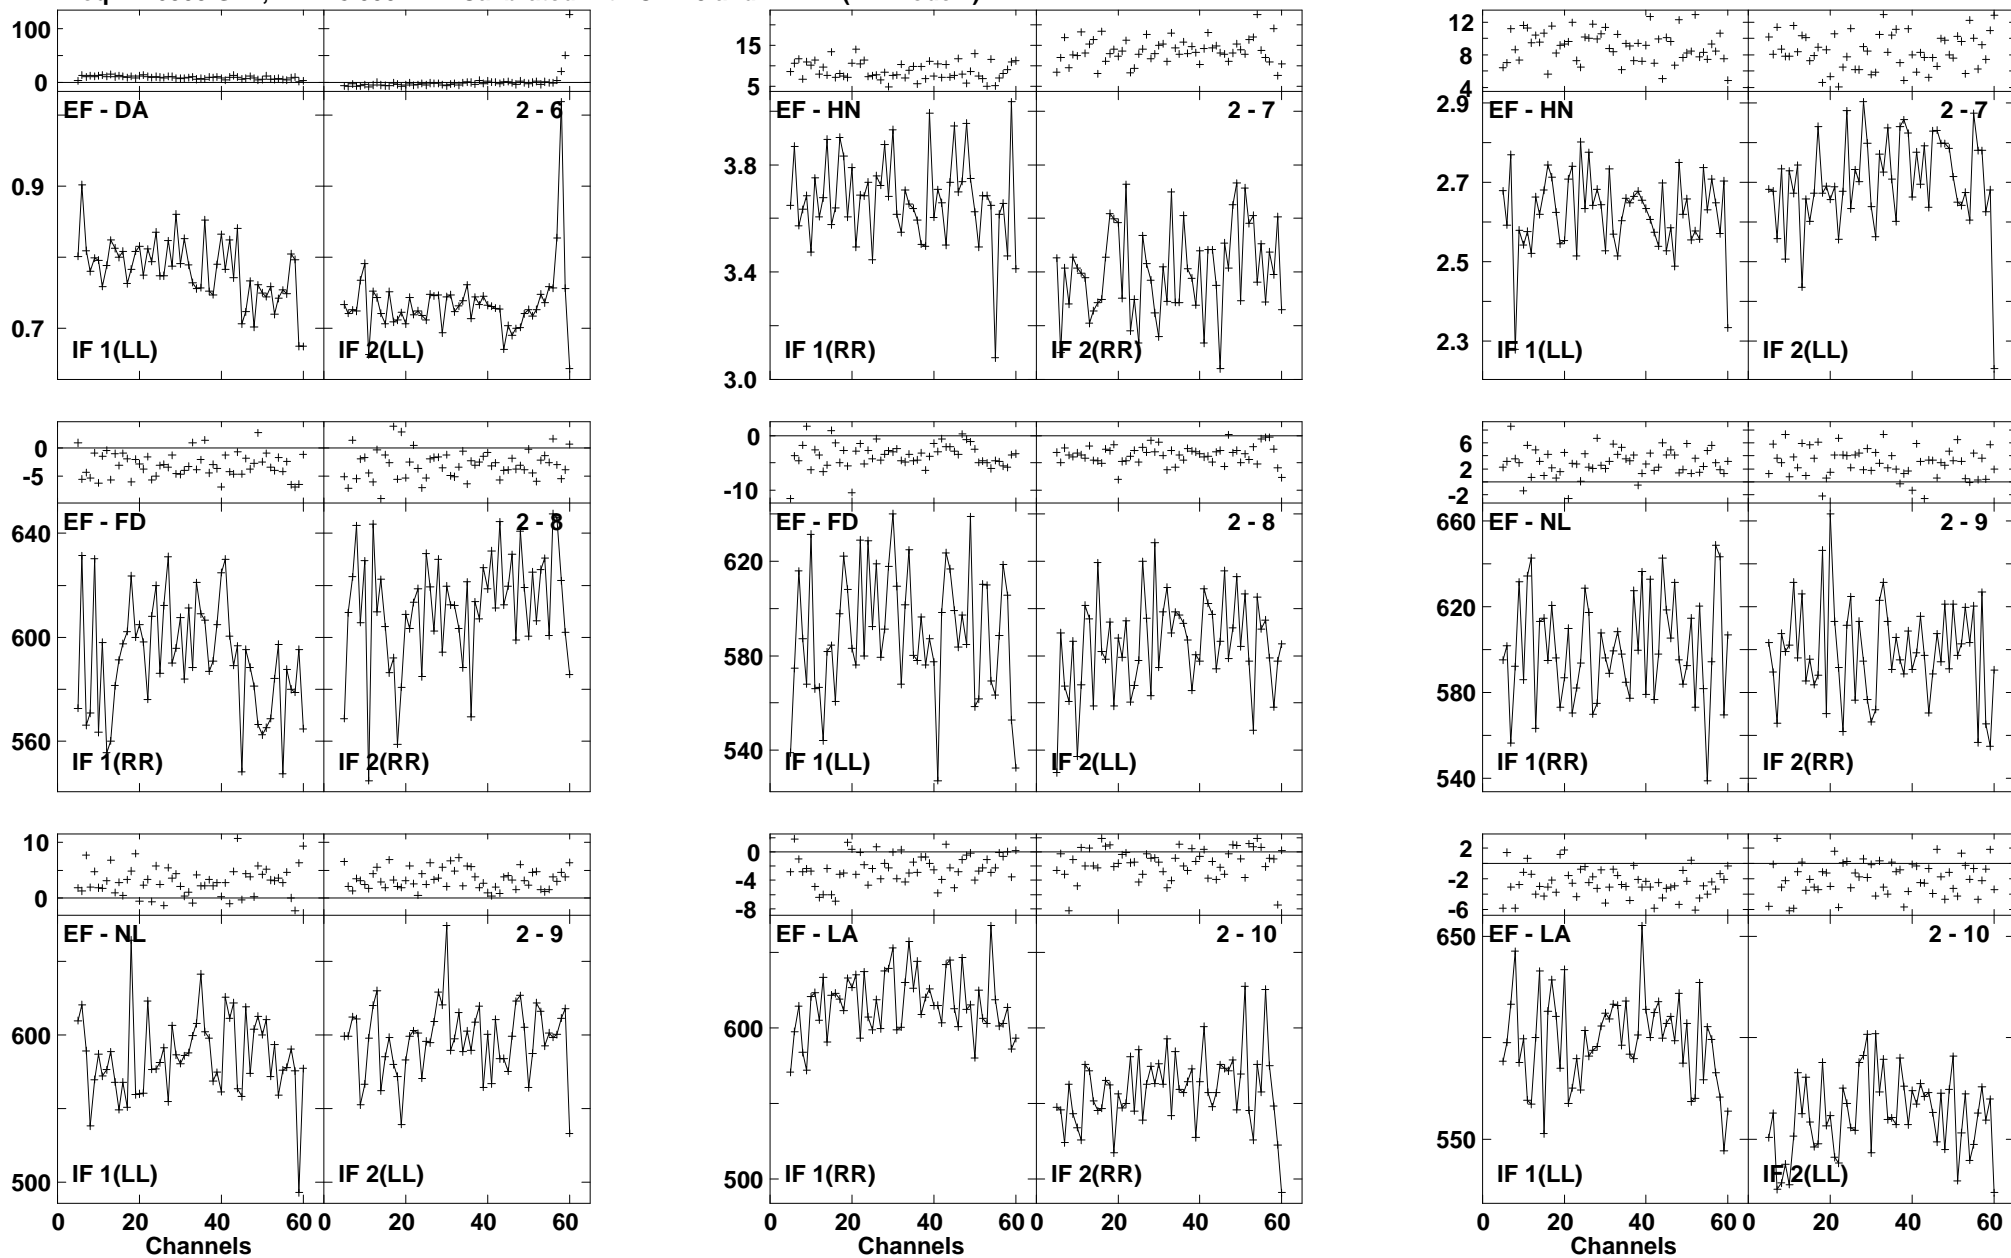 100
0
EF - DA 2 - 6
0.9
0.7
IF 1(LL) IF 2(LL)
15
5
EF - HN 2 - 7
3.8
3.4
3.0
IF 1(RR) IF 2(RR)
12
8
4
2.9
EF - HN 2 - 7
2.7
2.5
2.3
IF 1(LL) IF 2(LL)
0
-5
EF - FD 2 - 8
640
600
560
IF 1(RR) IF 2(RR)
0
-10
EF - FD 2 - 8
620
580
540
IF 1(LL) IF 2(LL)
6
2
-2
EF - NL 2 - 9
660
620
580
540
IF 1(RR) IF 2(RR)
10
0
EF - NL 2 - 9
600
500
IF 1(LL) IF 2(LL)
0 20 40 60 0 20 40 60
Channels
0
-4
-8
EF - LA 2 - 10
600
500
IF 1(RR) IF 2(RR)
0 20 40 60 0 20 40 60
Channels
2
-2
-6
EF - LA 2 - 10
650
550
IF 1(LL) IF 2(LL)
0 20 40 60 0 20 40 60
Channels